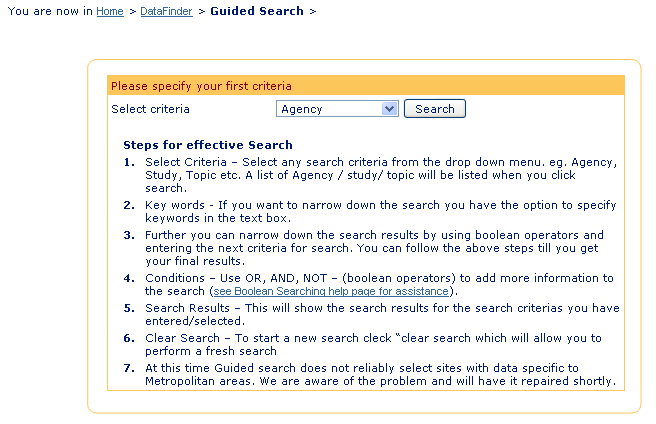 You are now in Home > DataFinder > Guided Search >
Please specify your first criteria
Select criteria Agency Search
Steps for effective Search
1. Select Criteria – Select any search criteria from the drop down menu. eg. Agency,
Study, Topic etc. A list of Agency / study/ topic will be listed when you click
search.
2. Key words - If you want to narrow down the search you have the option to specify
keywords in the text box.
3. Further you can narrow down the search results by using boolean operators and
entering the next criteria for search. You can follow the above steps till you get
your final results.
4. Conditions – Use OR, AND, NOT – (boolean operators) to add more information to
the search (see Boolean Searching help page for assistance).
5. Search Results – This will show the search results for the search criterias you have
entered/selected.
6. Clear Search – To start a new search cleck “clear search which will allow you to
perform a fresh search
7. At this time Guided search does not reliably select sites with data specific to
Metropolitan areas. We are aware of the problem and will have it repaired shortly.